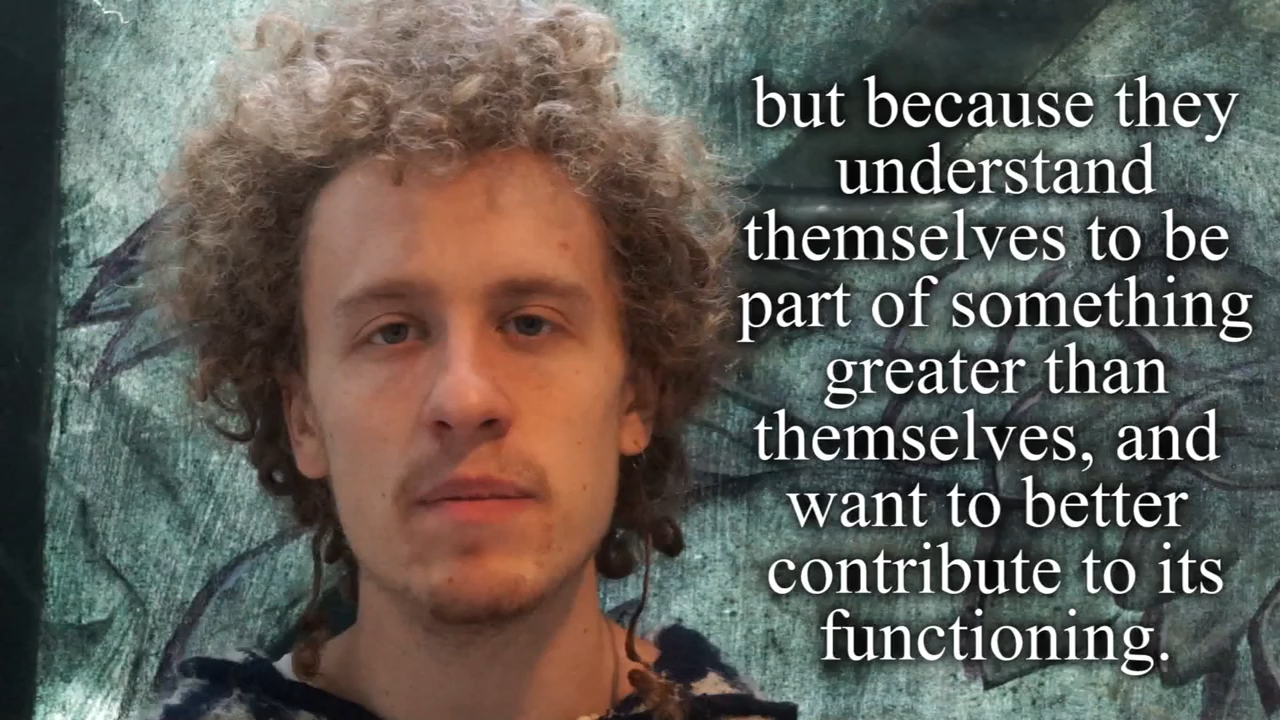 but because they
understand
themselves to be
part of something
greater than
themselves, and
want to better
contribute to its
functioning.